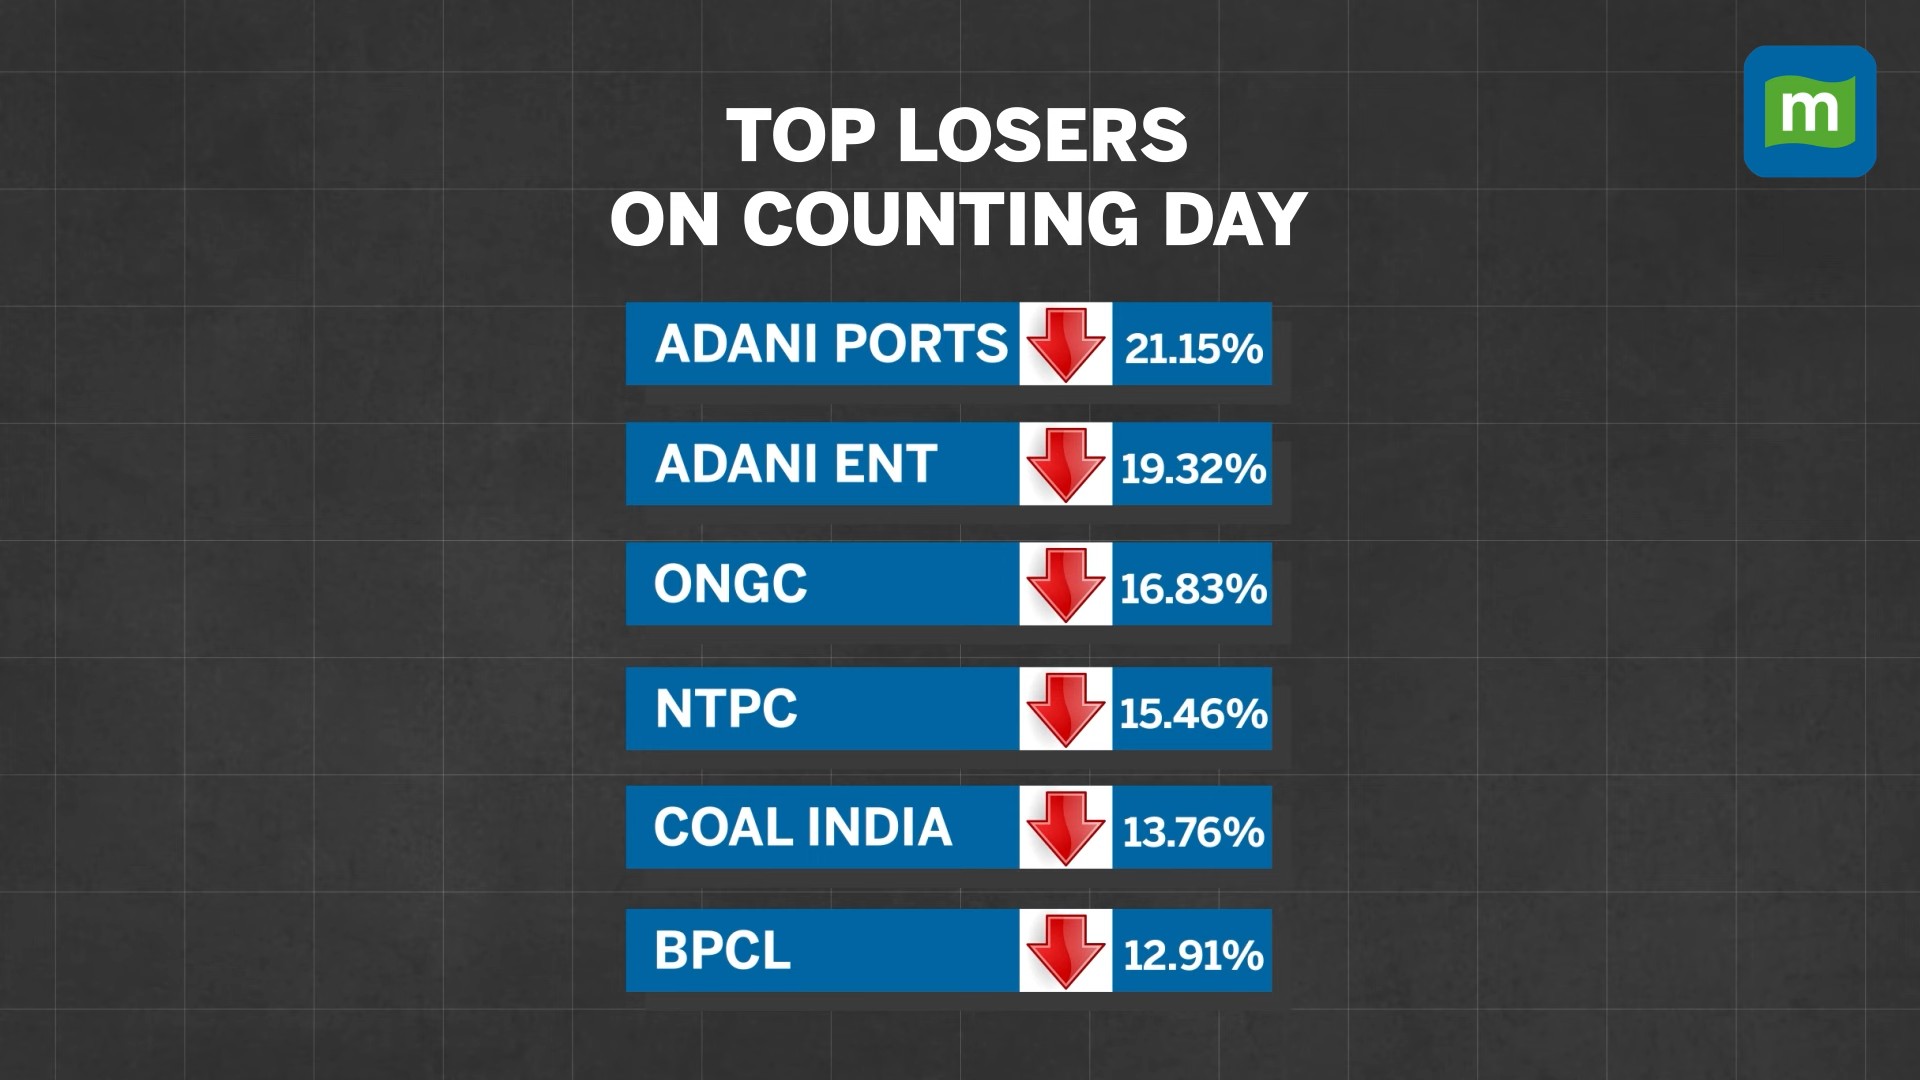 m
TOP LOSERS
ON COUNTING DAY
ADANI PORTS 21.15%
ADANI ENT 19.32%
ONGC 16.83%
NTPC 15.46%
COAL INDIA 13.76%
BPCL 12.91%